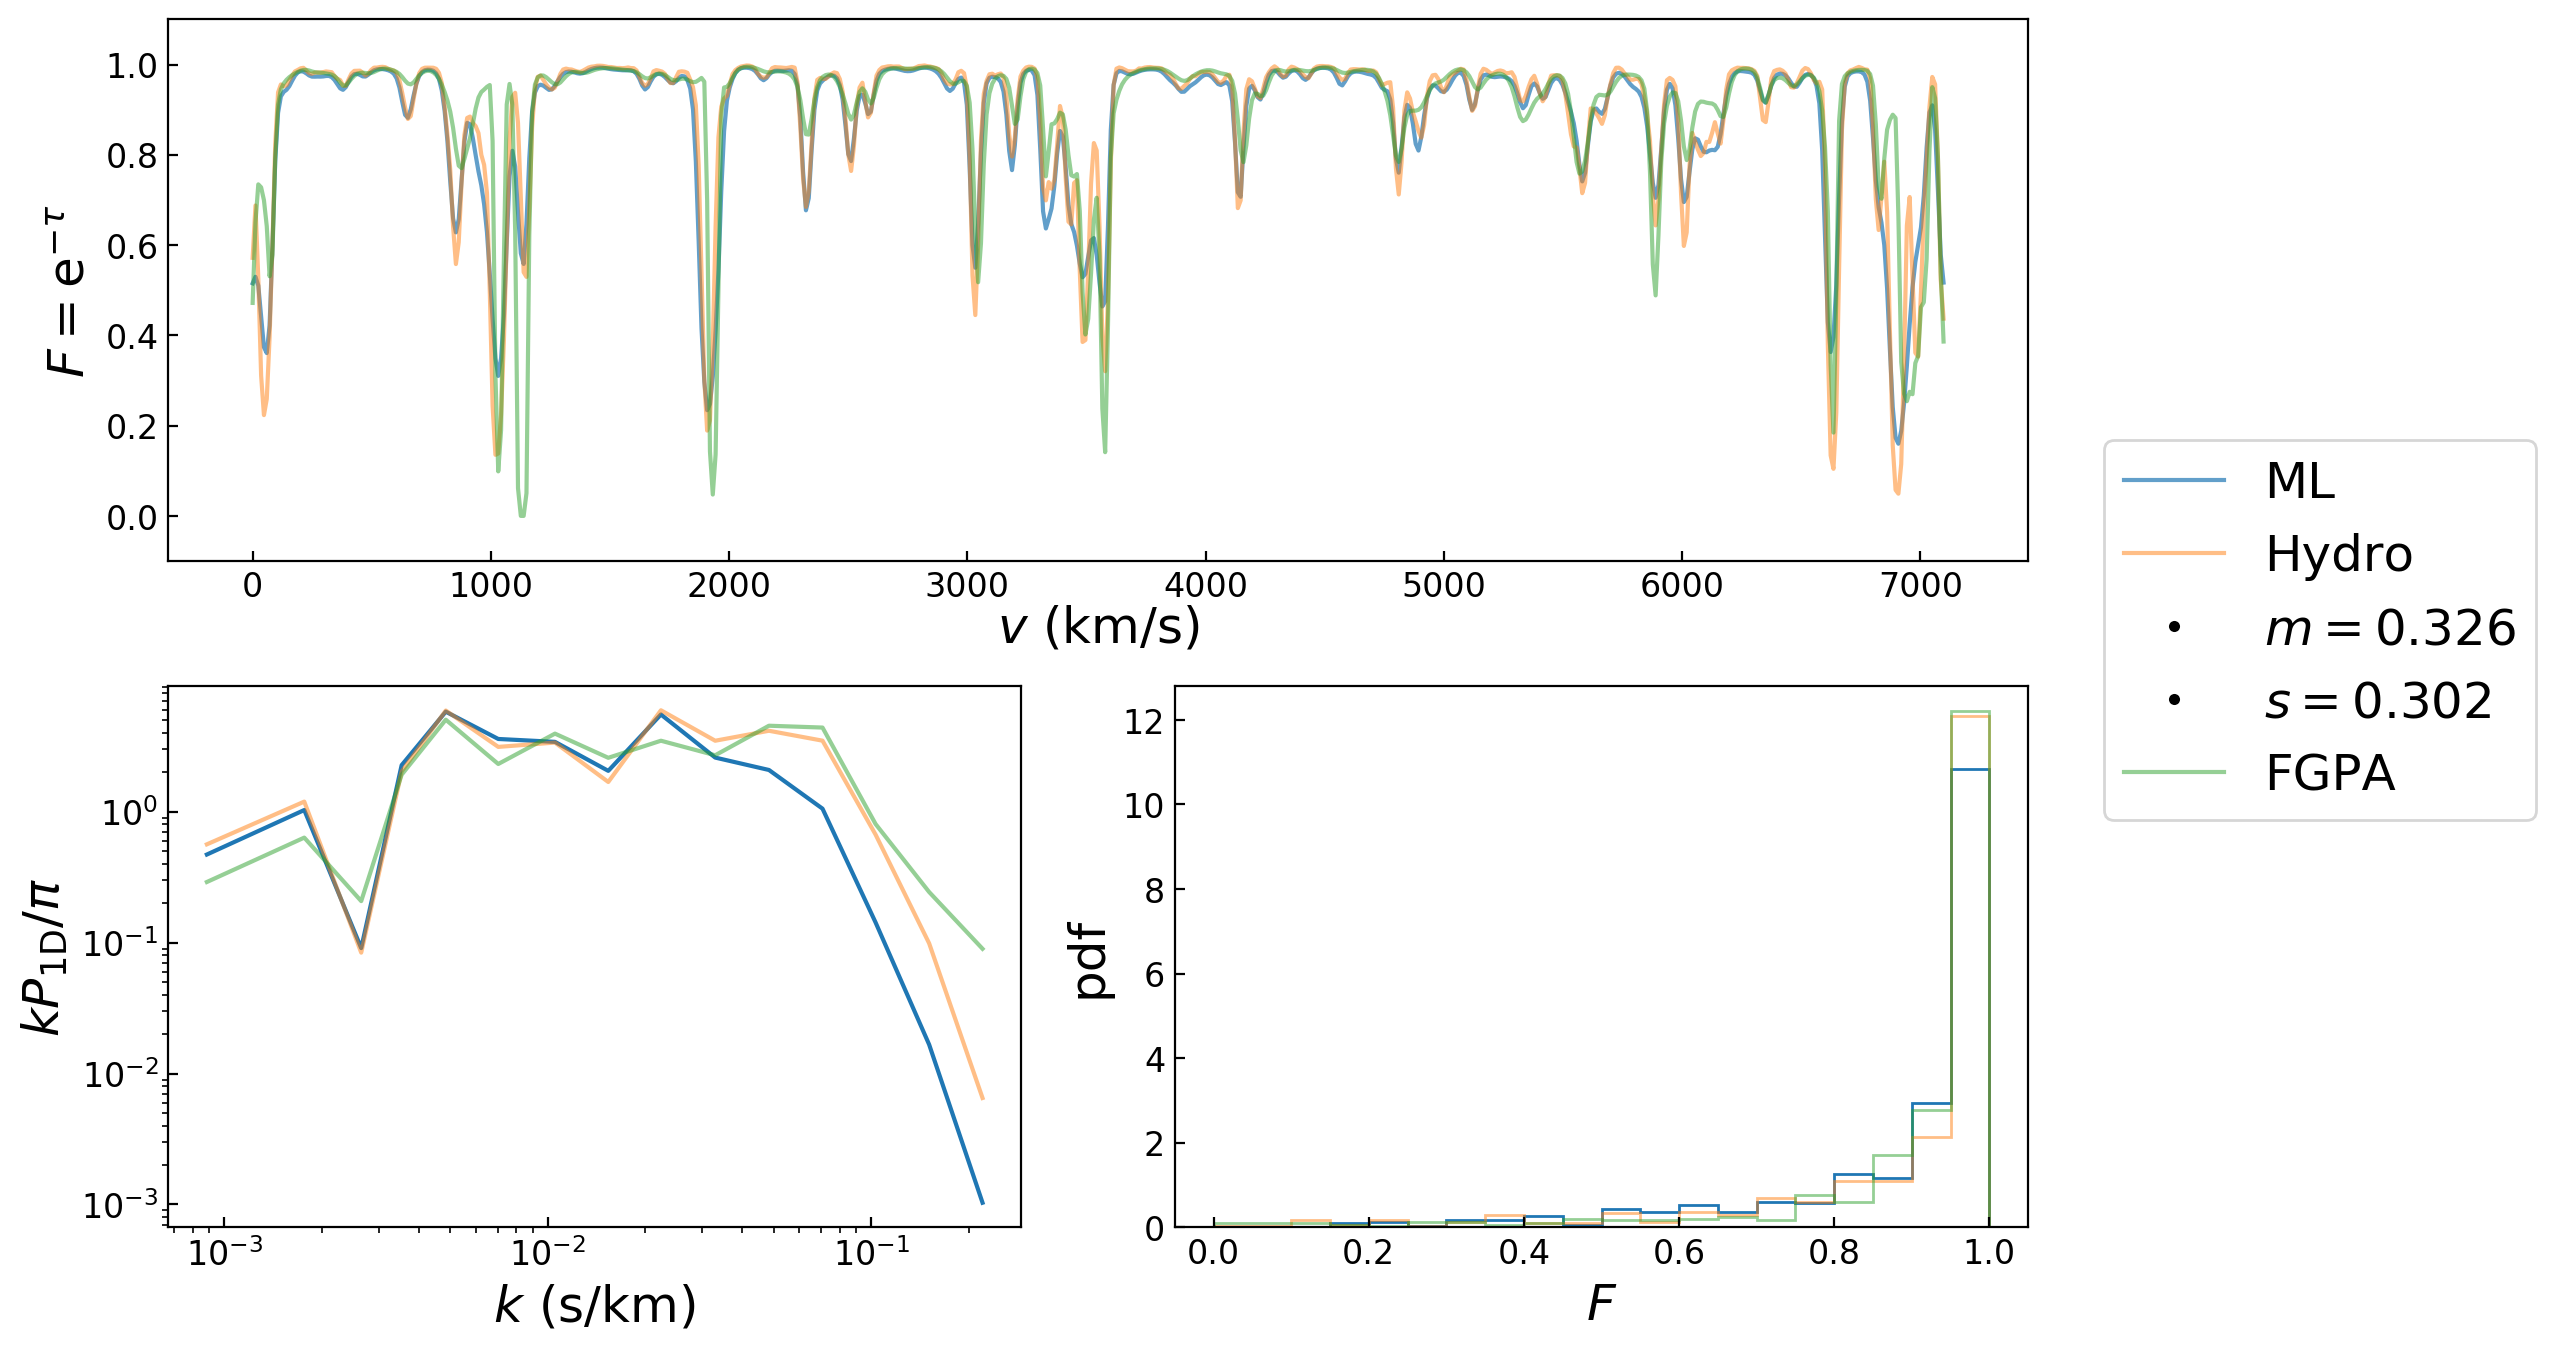 1.0
0.8
0.6
0.4
0.2
0.0
F = e^{−τ}
0 1000 2000 3000 4000 5000 6000 7000
v (km/s)
ML
Hydro
m = 0.326
s = 0.302
FGPA
10^0
10^{−1}
10^{−2}
10^{−3}
kP_{1D}/π
10^{−3} 10^{−2} 10^{−1}
k (s/km)
12
10
8
6
4
2
0
pdf
0.0 0.2 0.4 0.6 0.8 1.0
F